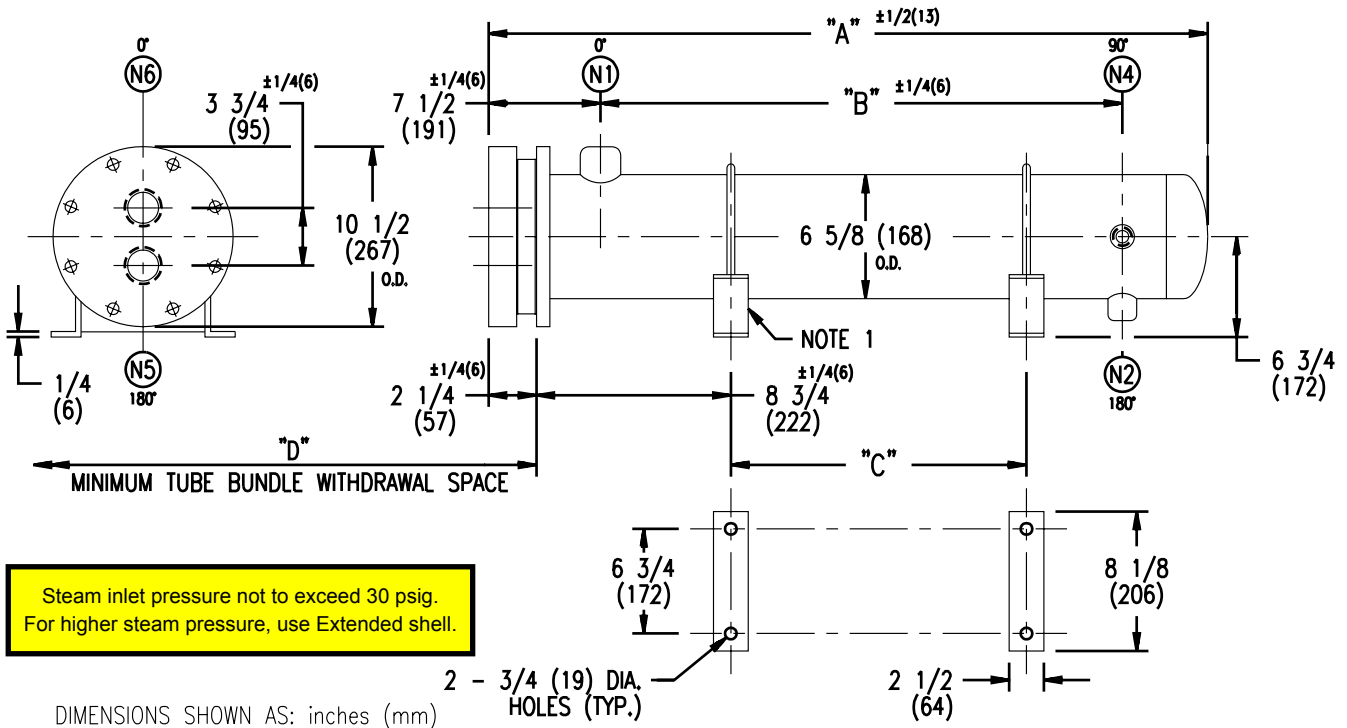 "A" ±1/2(13)
0°
N6
±1/4(6)
3 3/4
(95)
±1/4(6)
7 1/2
(191)
0°
N1
"B" ±1/4(6)
90°
N4
10 1/2
(267)
O.D.
6 5/8 (168)
O.D.
NOTE 1
1/4
(6)
N5
180°
±1/4(6)
2 1/4
(57)
±1/4(6)
8 3/4
(222)
N2
180°
6 3/4
(172)
"D"
MINIMUM TUBE BUNDLE WITHDRAWAL SPACE
"C"
6 3/4
(172)
8 1/8
(206)
Steam inlet pressure not to exceed 30 psig.
For higher steam pressure, use Extended shell.
2 - 3/4 (19) DIA.
HOLES (TYP.)
2 1/2
(64)
DIMENSIONS SHOWN AS: inches (mm)